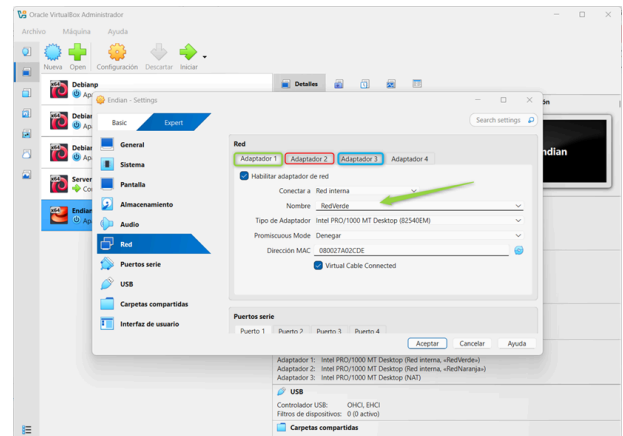 Oracle VirtualBox Administrador
Archivo Máquina Ayuda
Nueva Open Configuración Descartar Iniciar
Detalles
Debianp
Endian - Settings
Basic Expert
Search settings
General
Sistema
Pantalla
Almacenamiento
Audio
Red
Puertos serie
USB
Carpetas compartidas
Interfaz de usuario
Red
Adaptador 1 Adaptador 2 Adaptador 3 Adaptador 4
Habilitar adaptador de red
Conectar a Red interna
Nombre RedVerde
Tipo de Adaptador Intel PRO/1000 MT Desktop (82540EM)
Promiscuous Mode Denegar
Dirección MAC 080027A02CDE
Virtual Cable Connected
Puertos serie
Puerto 1 Puerto 2 Puerto 3 Puerto 4
Aceptar Cancelar Ayuda
Adaptador 1: Intel PRO/1000 MT Desktop (Red interna, «RedVerde»)
Adaptador 2: Intel PRO/1000 MT Desktop (Red interna, «RedNaranja»)
Adaptador 3: Intel PRO/1000 MT Desktop (NAT)
USB
Controlador USB: OHCI, EHCI
Filtros de dispositivos: 0 (0 activo)
Carpetas compartidas